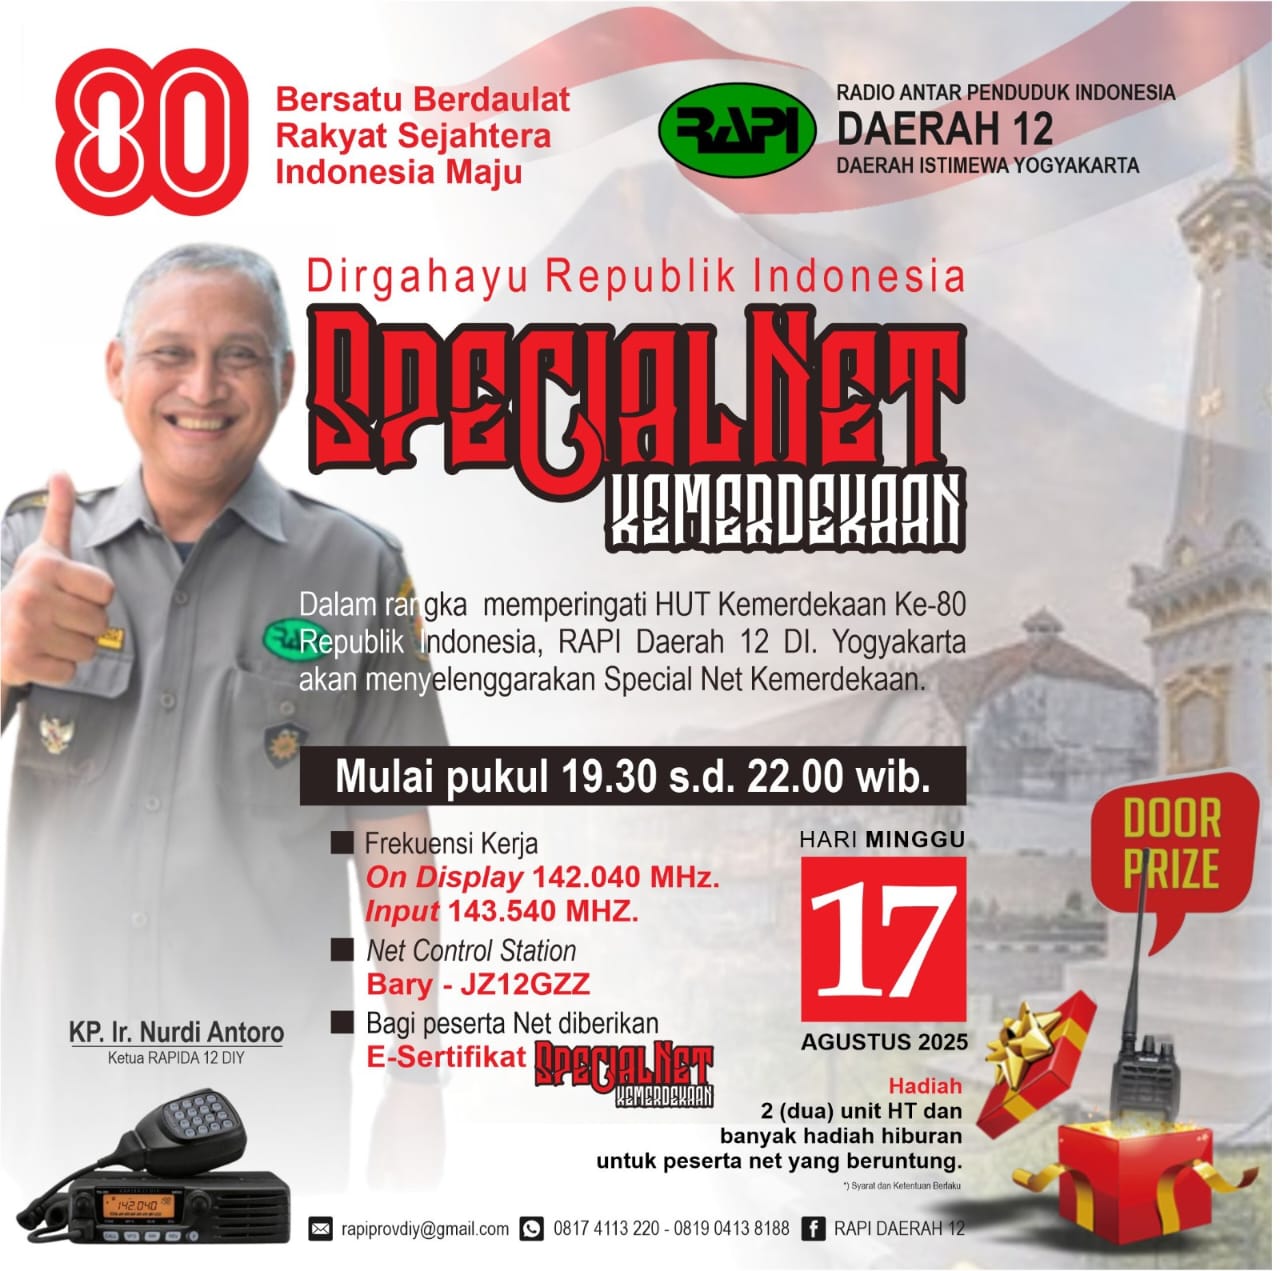 80
Bersatu Berdaulat
Rakyat Sejahtera
Indonesia Maju
RAPI
RADIO ANTAR PENDUDUK INDONESIA
DAERAH 12
DAERAH ISTIMEWA YOGYAKARTA
Dirgahayu Republik Indonesia
SPECIAL NET
KEMERDEKAAN
Dalam rangka memperingati HUT Kemerdekaan Ke-80
Republik Indonesia, RAPI Daerah 12 DI. Yogyakarta
akan menyelenggarakan Special Net Kemerdekaan.
RAPI
Mulai pukul 19.30 s.d. 22.00 wib.
Frekuensi Kerja
On Display 142.040 MHz.
Input 143.540 MHZ.
Net Control Station
Bary - JZ12GZZ
Bagi peserta Net diberikan
E-Sertifikat SPECIAL NET
KEMERDEKAAN
HARI MINGGU
17
AGUSTUS 2025
DOOR
PRIZE
KP. Ir. Nurdi Antoro
Ketua RAPIDA 12 DIY
Hadiah
2 (dua) unit HT dan
banyak hadiah hiburan
untuk peserta net yang beruntung.
*) Syarat dan Ketentuan Berlaku
142.040
rapiprovdiy@gmail.com 0817 4113 220 - 0819 0413 8188 RAPI DAERAH 12